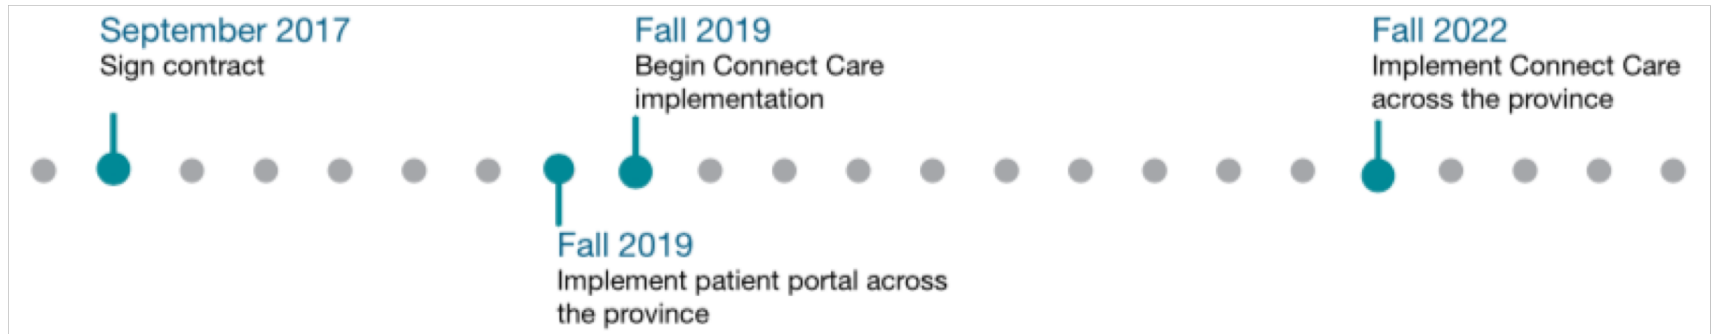 September 2017
Sign contract
Fall 2019
Begin Connect Care
implementation
Fall 2022
Implement Connect Care
across the province
Fall 2019
Implement patient portal across
the province